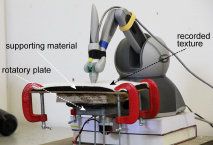 recorded
texture
supporting material
rotatory plate